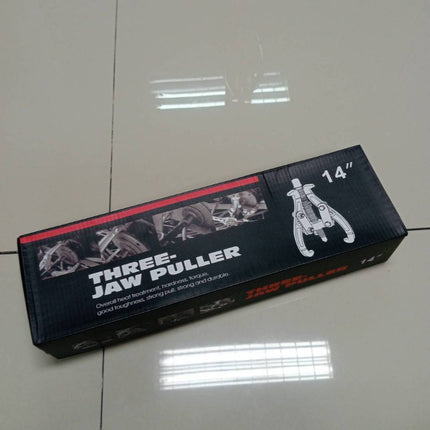 14"
THREE-
JAW PULLER
Overall heat treatment, hardness, torque,
good toughness, strong pull, strong and durable.
THREE-
JAW PULLER
14"